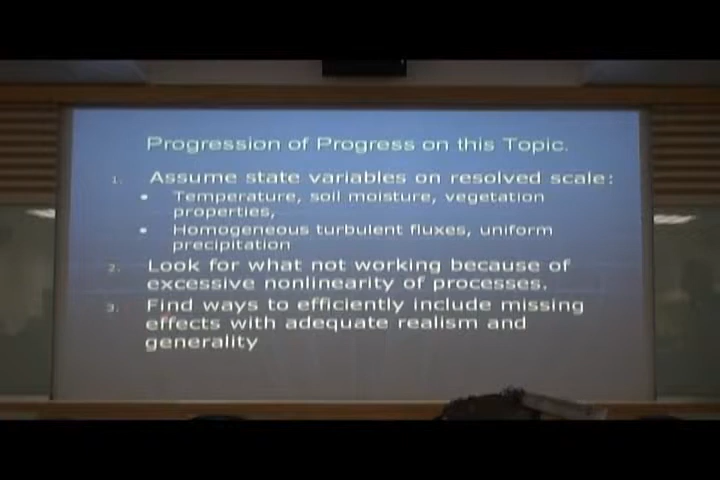 Progression of Progress on this Topic.
1. Assume state variables on resolved scale:
• Temperature, soil moisture, vegetation
properties,
• Homogeneous turbulent fluxes, uniform
precipitation
2. Look for what not working because of
excessive nonlinearity of processes.
3. Find ways to efficiently include missing
effects with adequate realism and
generality